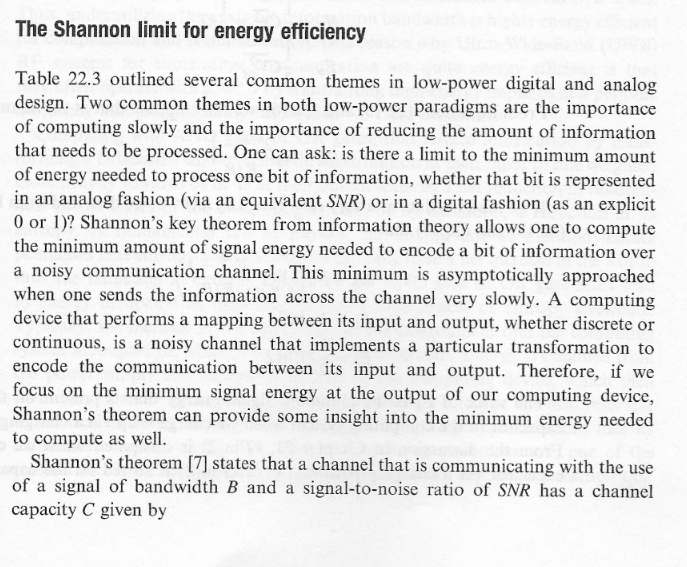 The Shannon limit for energy efficiency
Table 22.3 outlined several common themes in low-power digital and analog
design. Two common themes in both low-power paradigms are the importance
of computing slowly and the importance of reducing the amount of information
that needs to be processed. One can ask: is there a limit to the minimum amount
of energy needed to process one bit of information, whether that bit is represented
in an analog fashion (via an equivalent SNR) or in a digital fashion (as an explicit
0 or 1)? Shannon's key theorem from information theory allows one to compute
the minimum amount of signal energy needed to encode a bit of information over
a noisy communication channel. This minimum is asymptotically approached
when one sends the information across the channel very slowly. A computing
device that performs a mapping between its input and output, whether discrete or
continuous, is a noisy channel that implements a particular transformation to
encode the communication between its input and output. Therefore, if we
focus on the minimum signal energy at the output of our computing device,
Shannon's theorem can provide some insight into the minimum energy needed
to compute as well.
Shannon's theorem [7] states that a channel that is communicating with the use
of a signal of bandwidth B and a signal-to-noise ratio of SNR has a channel
capacity C given by